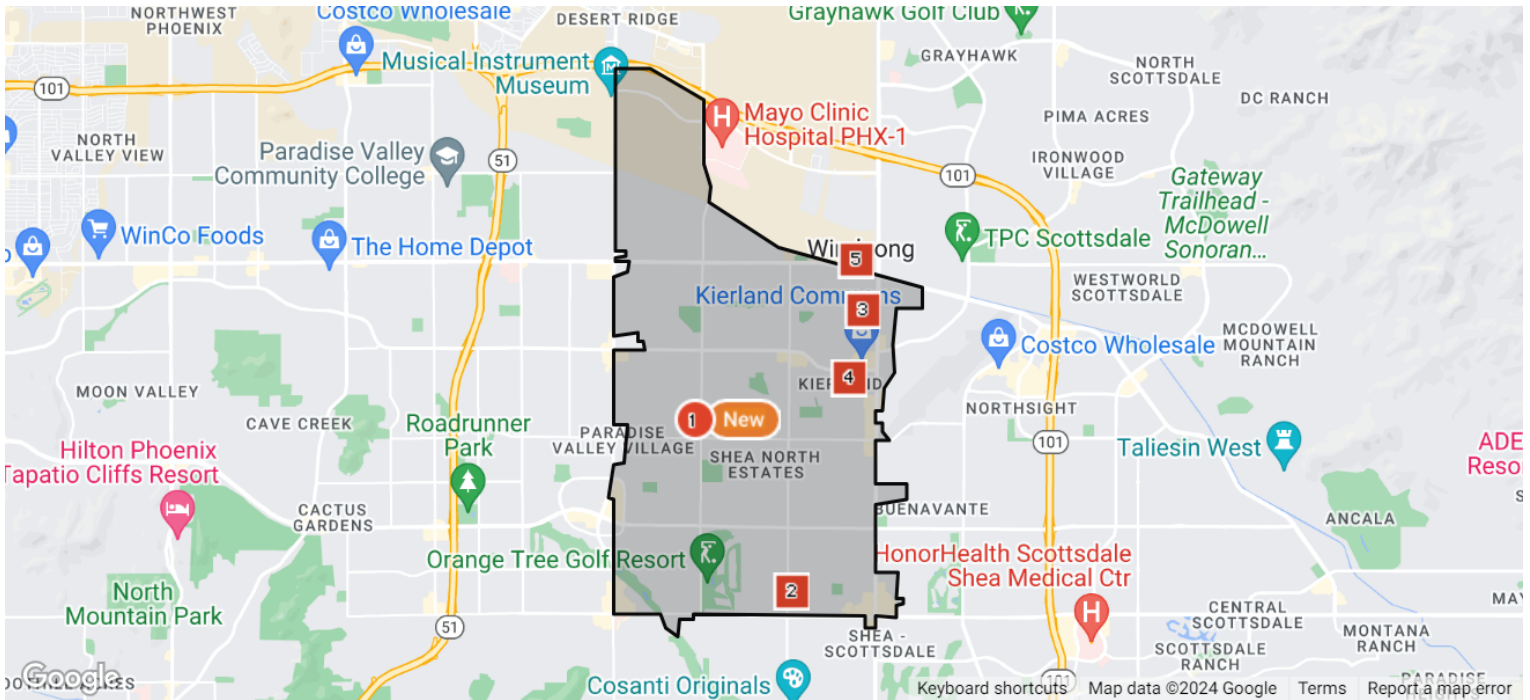 NORTHWEST
PHOENIX
Costco Wholesale
DESERT RIDGE
Grayhawk Golf Club
GRAYHAWK
Musical Instrument
Museum
NORTH
SCOTTSDALE
101
DC RANCH
Mayo Clinic
Hospital PHX-1
PIMA ACRES
NORTH
VALLEY VIEW
Paradise Valley
Community College
51
IRONWOOD
VILLAGE
101
Gateway
Trailhead -
McDowell
Sonoran...
WinCo Foods
The Home Depot
TPC Scottsdale
5
WESTWORLD
SCOTTSDALE
Kierland Commons
3
MCDOWELL
MOUNTAIN
RANCH
Costco Wholesale
MOON VALLEY
4
NORTHSIGHT
CAVE CREEK
Roadrunner
Park
1 New
PARADISE
VALLEY VILLAGE
SHEA NORTH
ESTATES
101
Taliesin West
Hilton Phoenix
Tapatio Cliffs Resort
CACTUS
GARDENS
BUENAVANTE
ANCALA
Orange Tree Golf Resort
HonorHealth Scottsdale
Shea Medical Ctr
North
Mountain Park
2
51
CENTRAL
SCOTTSDALE
MONTANA
RANCH
SHEA -
SCOTTSDALE
SCOTTSDALE
RANCH
Google
Cosanti Originals
101
Keyboard shortcuts
Map data ©2024 Google
Terms
Report a map error